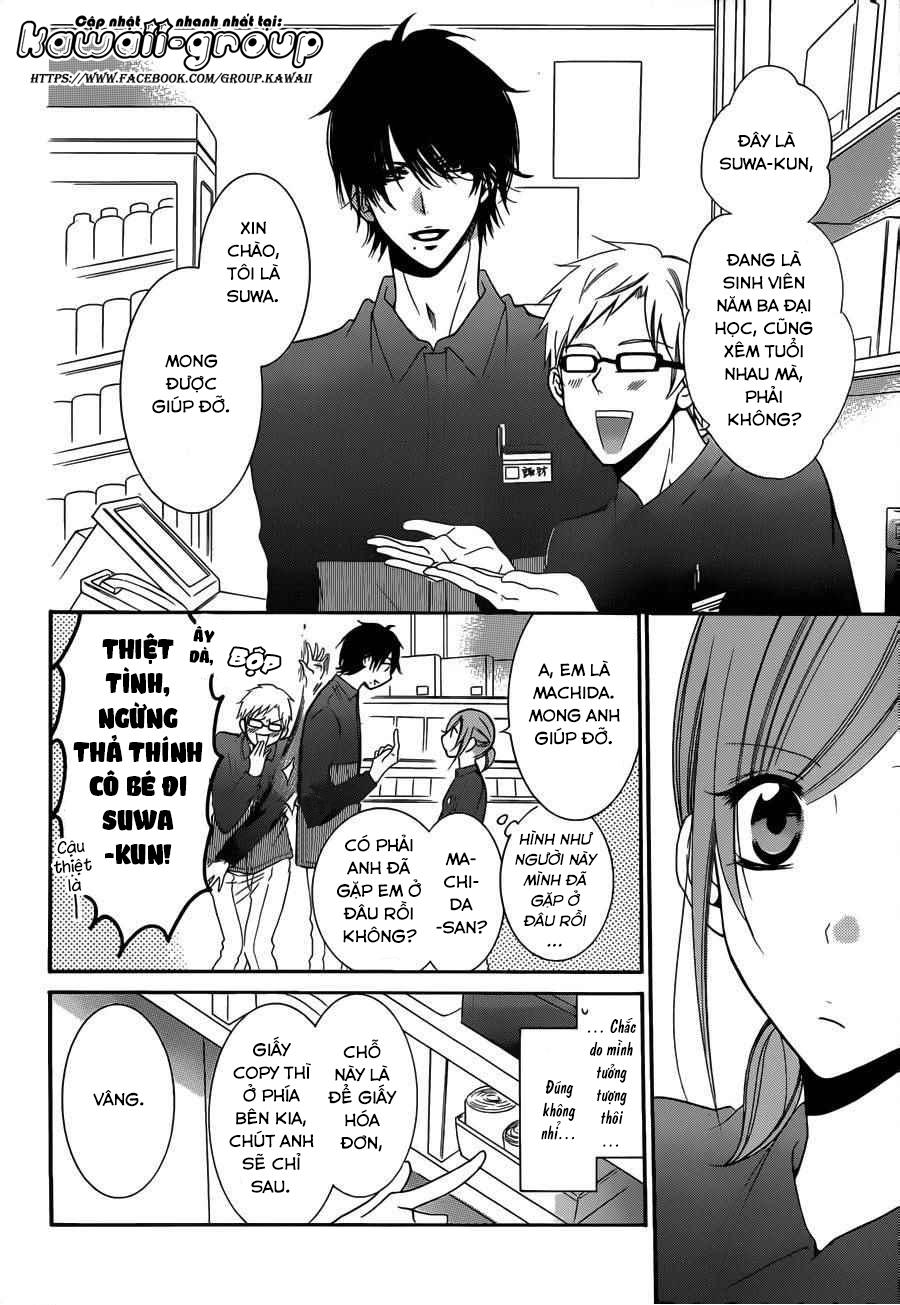 Cập nhật nhanh nhất tại:
kawaii-group
HTTPS://WWW.FACEBOOK.COM/GROUP.KAWAII
ĐÂY LÀ
SUWA-KUN,
ĐANG LÀ
SINH VIÊN
NĂM BA ĐẠI
HỌC, CŨNG
XÊM TUỔI
NHAU MÀ,
PHẢI
KHÔNG?
XIN
CHÀO,
TÔI LÀ
SUWA.
MONG
ĐƯỢC
GIÚP ĐỠ.
A, EM LÀ
MACHIDA.
MONG ANH
GIÚP ĐỠ.
HÌNH NHƯ
NGƯỜI NÀY
MÌNH ĐÃ
GẶP Ở
ĐÂU RỒI
...
MA-
CHI-
DA
-SAN?
CÓ PHẢI
ANH ĐÃ
GẶP EM Ở
ĐÂU RỒI
KHÔNG?
BỘP
ÂY
DÀ,
THIỆT
TÌNH,
NGỪNG
THẢ THÍNH
CÔ BÉ ĐI
SUWA
-KUN!
Cậu
thiệt
là
... Chắc
do mình
tưởng
tượng
thôi
...
Đúng
không
nhỉ...
CHỖ
NÀY LÀ
ĐỂ GIẤY
HÓA
ĐƠN,
GIẤY
COPY THÌ
Ở PHÍA
BÊN KIA,
CHÚT ANH
SẼ CHỈ
SAU.
VÂNG.